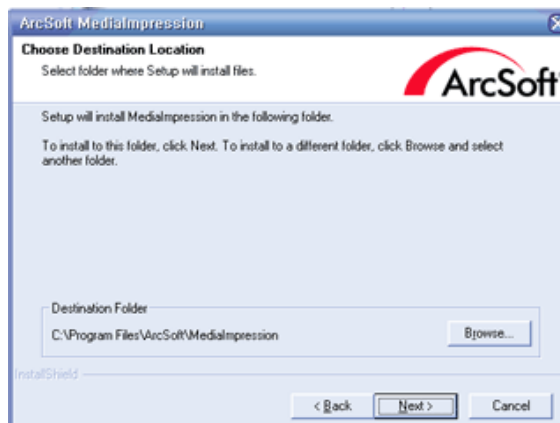 ArcSoft MediaImpression
Choose Destination Location
Select folder where Setup will install files.
ArcSoft
Setup will install MediaImpression in the following folder.
To install to this folder, click Next. To install to a different folder, click Browse and select
another folder.
Destination Folder
C:\Program Files\ArcSoft\MediaImpression
Browse...
InstallShield
< Back
Next >
Cancel